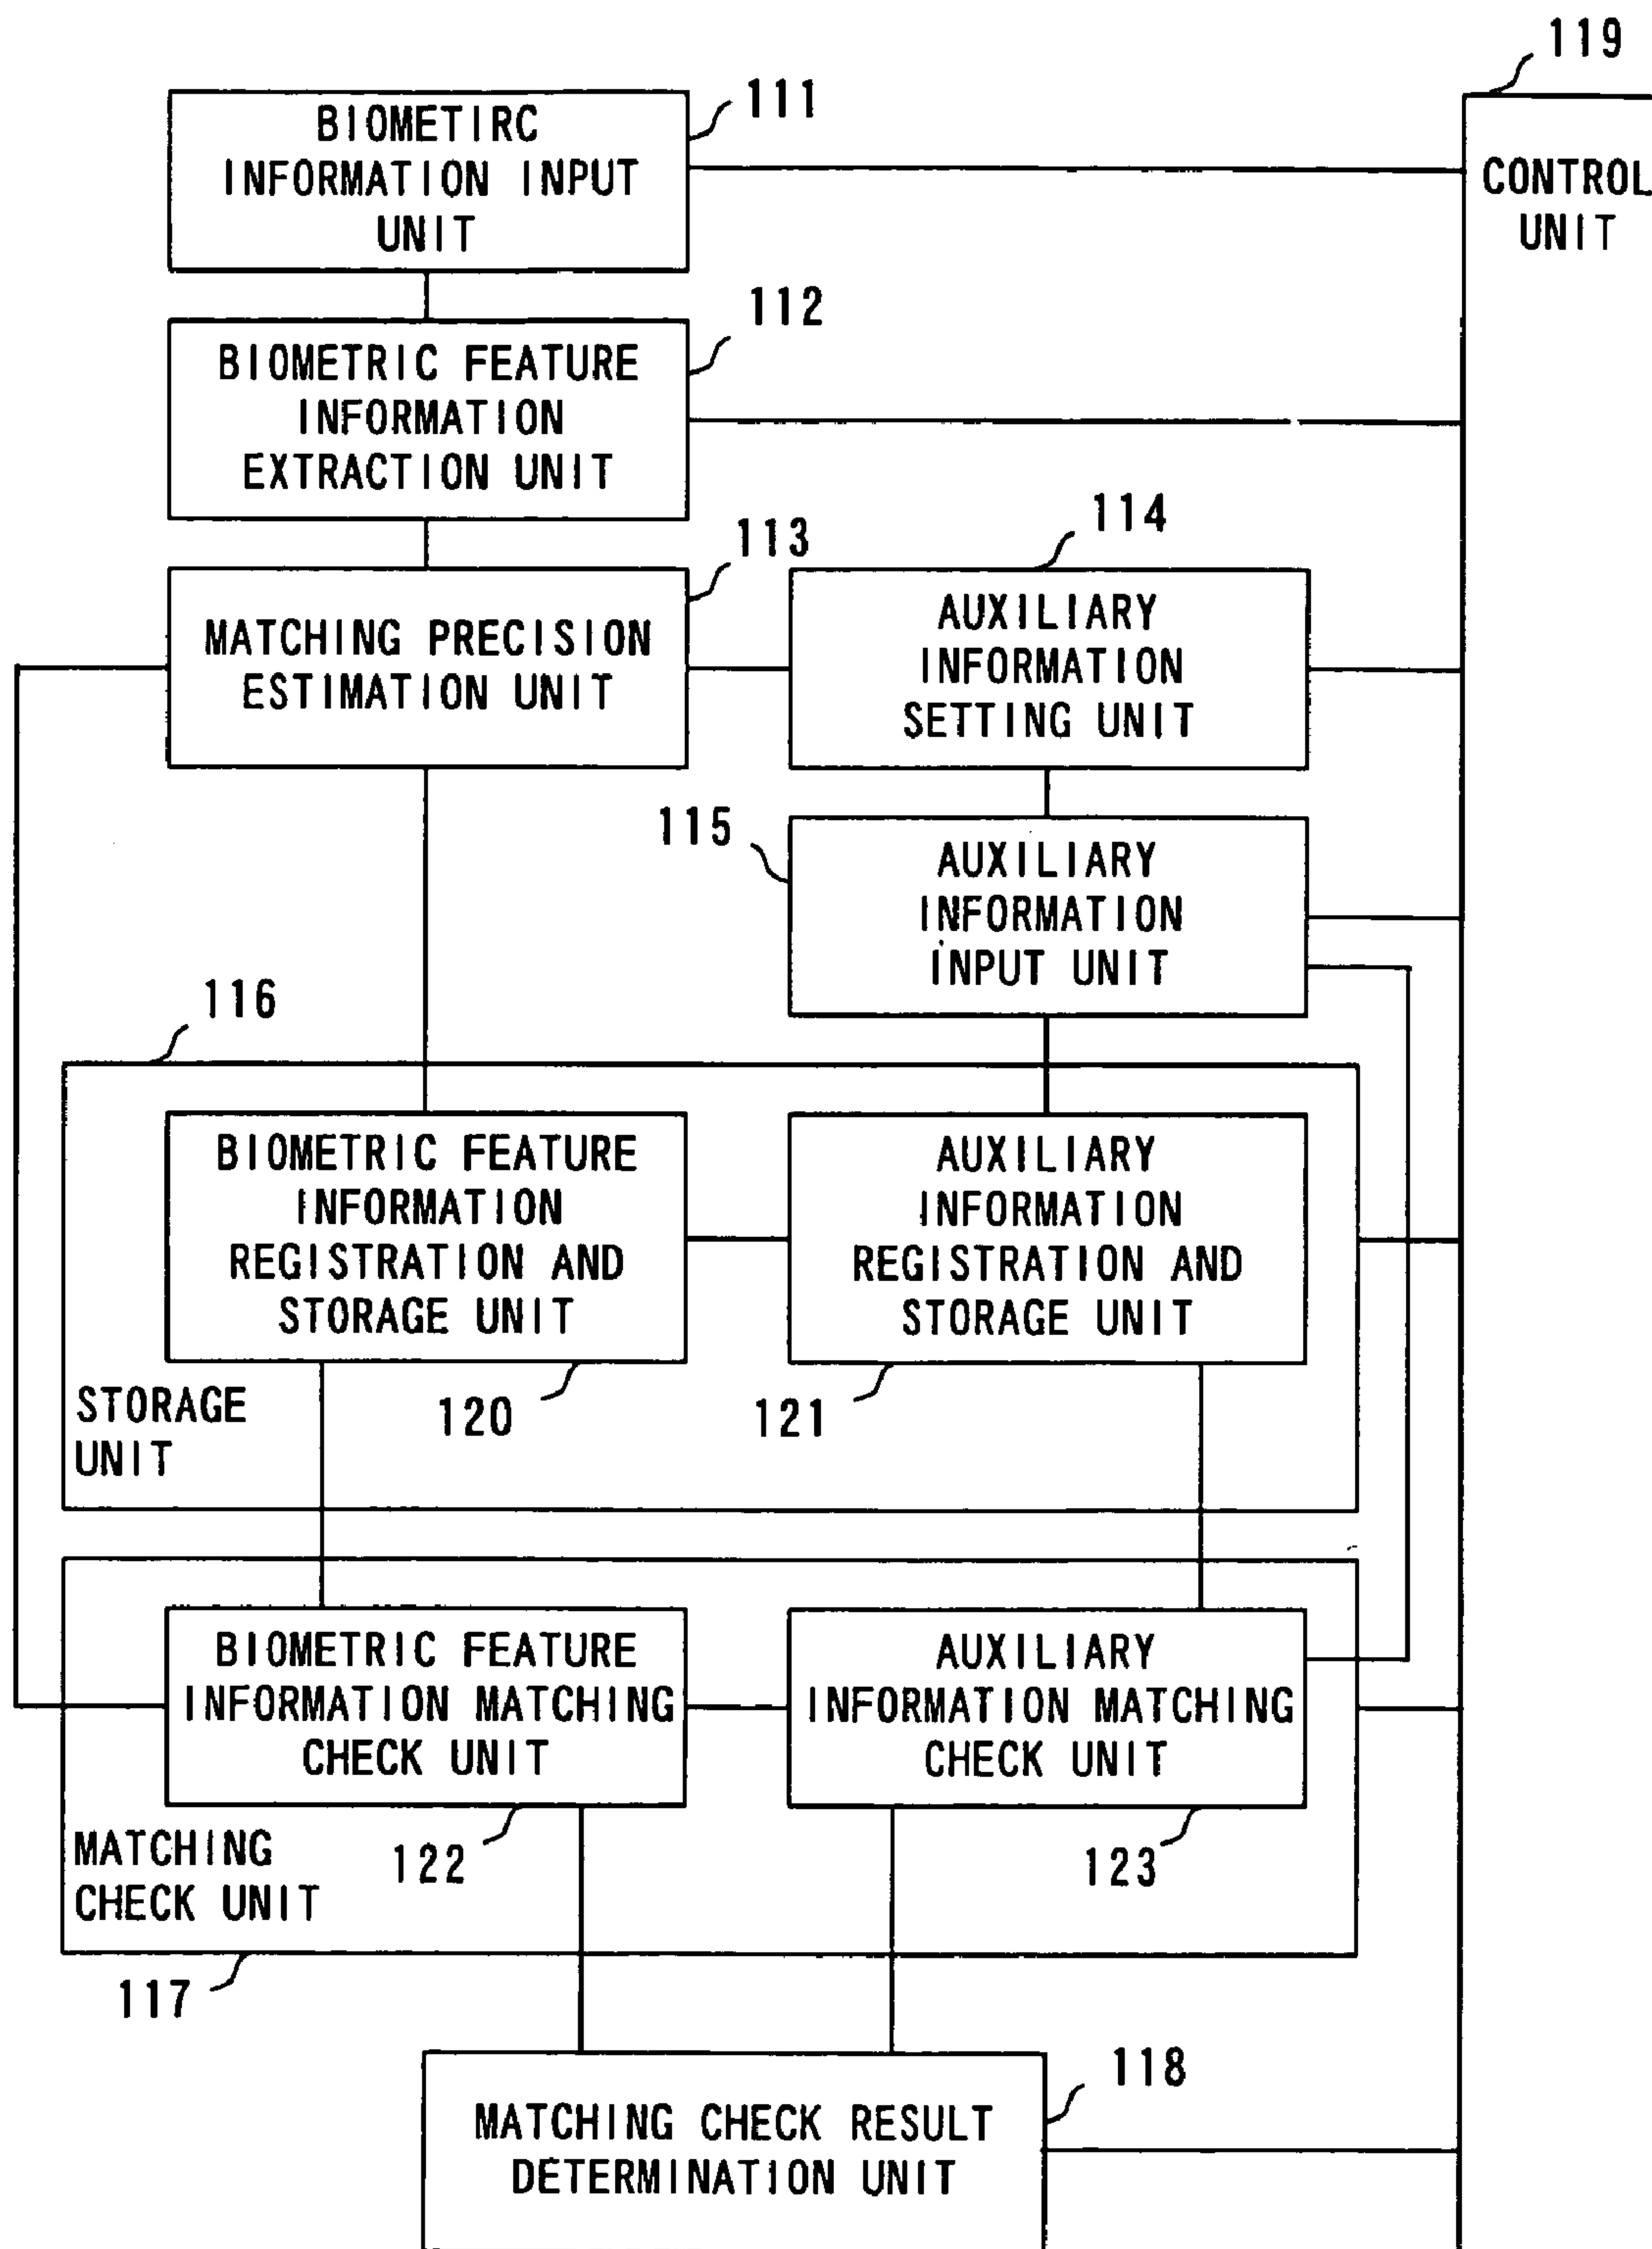 119
111
BIOMETIRC
INFORMATION INPUT
UNIT
CONTROL
UNIT
112
BIOMETRIC FEATURE
INFORMATION
EXTRACTION UNIT
113
114
MATCHING PRECISION
ESTIMATION UNIT
AUXILIARY
INFORMATION
SETTING UNIT
115
AUXILIARY
INFORMATION
INPUT UNIT
116
BIOMETRIC FEATURE
INFORMATION
REGISTRATION AND
STORAGE UNIT
AUXILIARY
INFORMATION
REGISTRATION AND
STORAGE UNIT
STORAGE
UNIT
120
121
BIOMETRIC FEATURE
INFORMATION MATCHING
CHECK UNIT
AUXILIARY
INFORMATION MATCHING
CHECK UNIT
MATCHING
CHECK UNIT
122
123
117
118
MATCHING CHECK RESULT
DETERMINATION UNIT